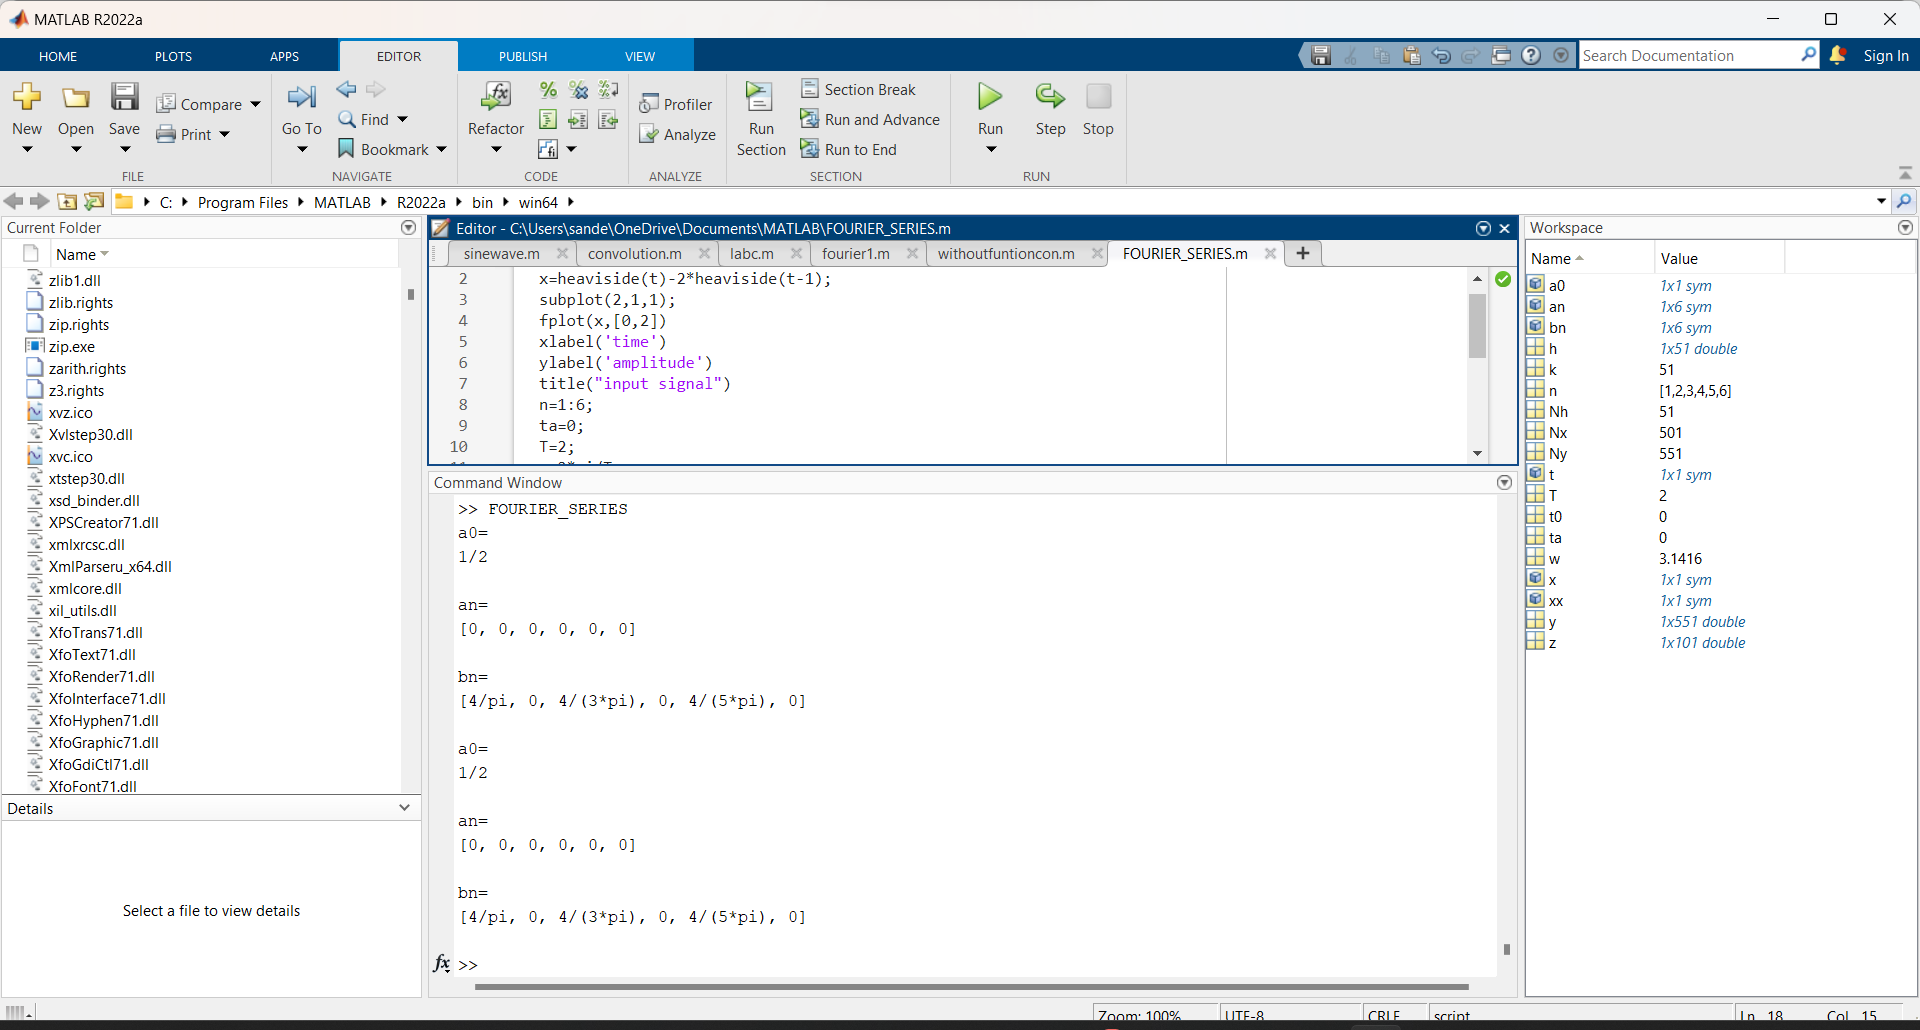 MATLAB R2022a
HOME PLOTS APPS EDITOR PUBLISH VIEW
Search Documentation
Sign In
New
Open
Save
Compare
Print
FILE
Go To
Find
Bookmark
NAVIGATE
Refactor
CODE
Profiler
Analyze
ANALYZE
Run
Section
Section Break
Run and Advance
Run to End
SECTION
Run
Step
Stop
RUN
C: Program Files MATLAB R2022a bin win64
Current Folder
Name
zlib1.dll
zlib.rights
zip.rights
zip.exe
zarith.rights
z3.rights
xvz.ico
Xvlstep30.dll
xvc.ico
xtstep30.dll
xsd_binder.dll
XPSCreator71.dll
xmlxrcsc.dll
XmlParseru_x64.dll
xmlcore.dll
xil_utils.dll
XfoTrans71.dll
XfoText71.dll
XfoRender71.dll
XfoInterface71.dll
XfoHyphen71.dll
XfoGraphic71.dll
XfoGdiCtl71.dll
XfoFont71.dll
Details
Select a file to view details
Editor - C:\Users\sande\OneDrive\Documents\MATLAB\FOURIER_SERIES.m
sinewave.m convolution.m labc.m fourier1.m withoutfuntioncon.m FOURIER_SERIES.m
2 x=heaviside(t)-2*heaviside(t-1);
3 subplot(2,1,1);
4 fplot(x,[0,2])
5 xlabel('time')
6 ylabel('amplitude')
7 title("input signal")
8 n=1:6;
9 ta=0;
10 T=2;
Command Window
>> FOURIER_SERIES
a0=
1/2
an=
[0, 0, 0, 0, 0, 0]
bn=
[4/pi, 0, 4/(3*pi), 0, 4/(5*pi), 0]
a0=
1/2
an=
[0, 0, 0, 0, 0, 0]
bn=
[4/pi, 0, 4/(3*pi), 0, 4/(5*pi), 0]
fx >>
Workspace
Name Value
a0 1x1 sym
an 1x6 sym
bn 1x6 sym
h 1x51 double
k 51
n [1,2,3,4,5,6]
Nh 51
Nx 501
Ny 551
t 1x1 sym
T 2
t0 0
ta 0
w 3.1416
x 1x1 sym
xx 1x1 sym
y 1x551 double
z 1x101 double
Zoom: 100% UTF-8 CRLF script Ln 18 Col 15